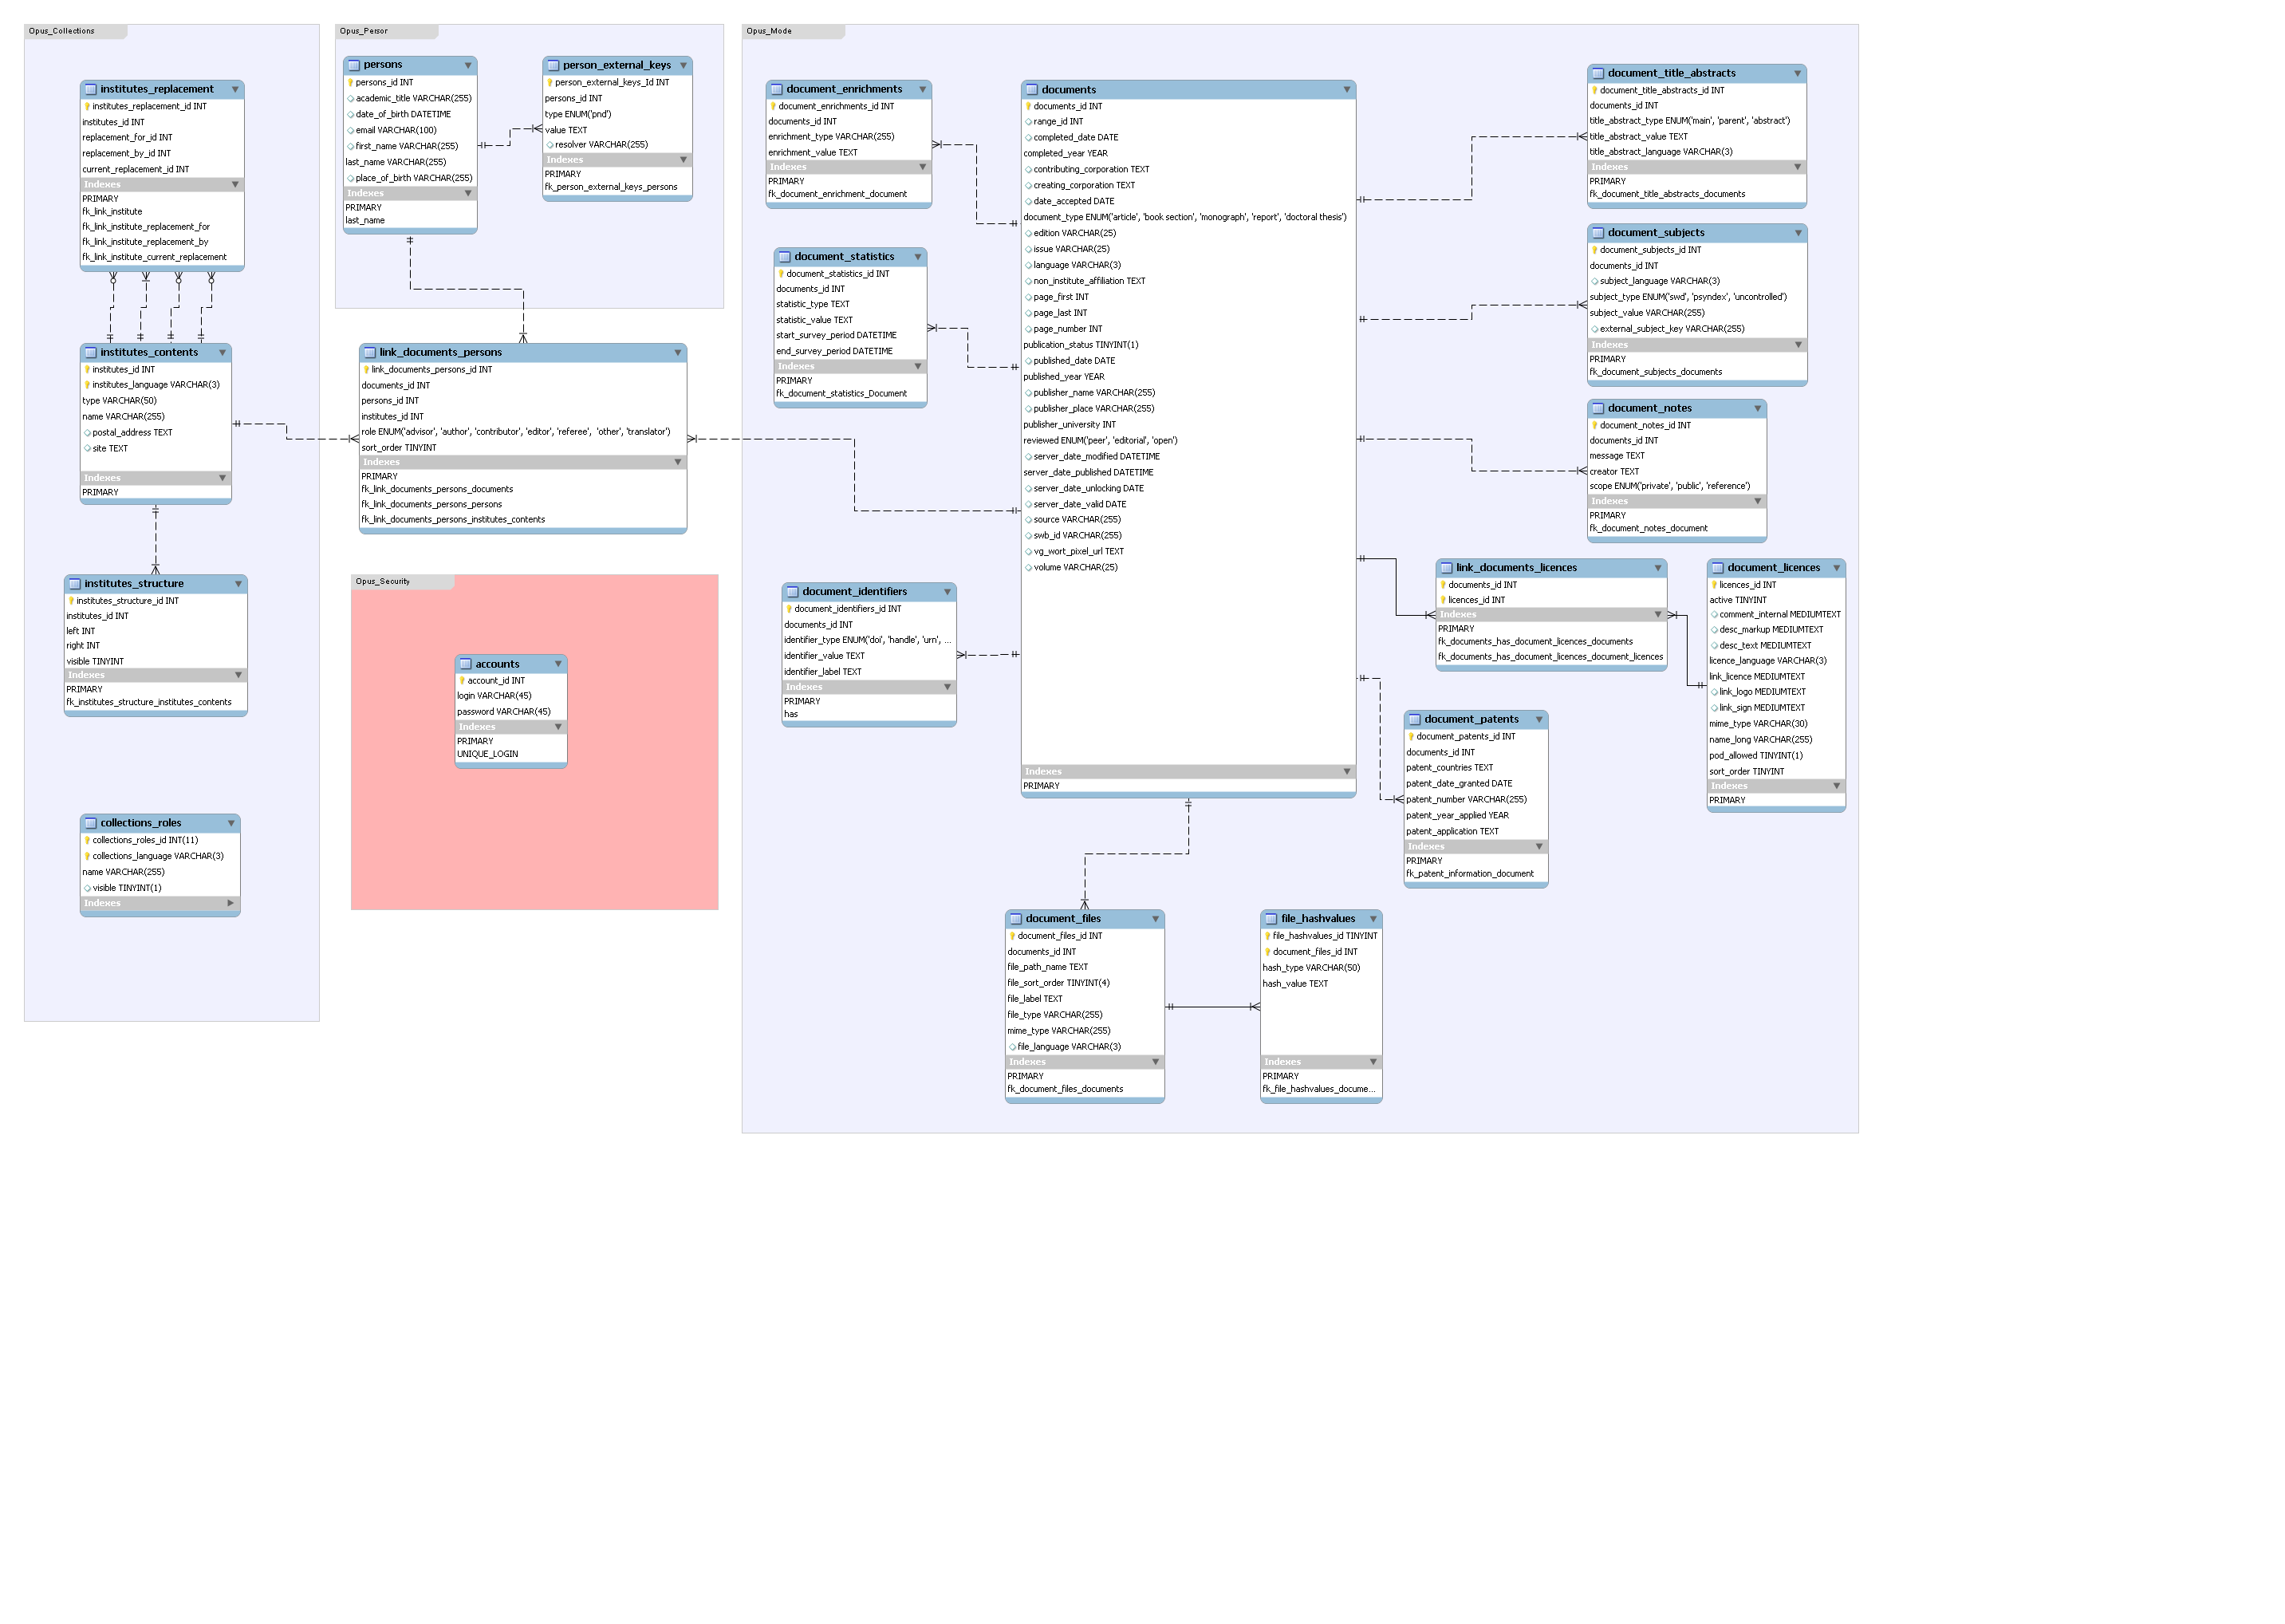 Opus_Collections
institutes_replacement
institutes_replacement_id INT
institutes_id INT
replacement_for_id INT
replacement_by_id INT
current_replacement_id INT
Indexes
PRIMARY
fk_link_institute
fk_link_institute_replacement_for
fk_link_institute_replacement_by
fk_link_institute_current_replacement
institutes_contents
institutes_id INT
institutes_language VARCHAR(3)
type VARCHAR(50)
name VARCHAR(255)
postal_address TEXT
site TEXT
Indexes
PRIMARY
institutes_structure
institutes_structure_id INT
institutes_id INT
left INT
right INT
visible TINYINT
Indexes
PRIMARY
fk_institutes_structure_institutes_contents
collections_roles
collections_roles_id INT(11)
collections_language VARCHAR(3)
name VARCHAR(255)
visible TINYINT(1)
Indexes
Opus_Person
persons
persons_id INT
academic_title VARCHAR(255)
date_of_birth DATETIME
email VARCHAR(100)
first_name VARCHAR(255)
last_name VARCHAR(255)
place_of_birth VARCHAR(255)
Indexes
PRIMARY
last_name
person_external_keys
person_external_keys_Id INT
persons_id INT
type ENUM('pnd')
value TEXT
resolver VARCHAR(255)
Indexes
PRIMARY
fk_person_external_keys_persons
link_documents_persons
link_documents_persons_id INT
documents_id INT
persons_id INT
institutes_id INT
role ENUM('advisor', 'author', 'contributor', 'editor', 'referee', 'other', 'translator')
sort_order TINYINT
Indexes
PRIMARY
fk_link_documents_persons_documents
fk_link_documents_persons_persons
fk_link_documents_persons_institutes_contents
Opus_Security
accounts
account_id INT
login VARCHAR(45)
password VARCHAR(45)
Indexes
PRIMARY
UNIQUE_LOGIN
Opus_Mode
document_enrichments
document_enrichments_id INT
documents_id INT
enrichment_type VARCHAR(255)
enrichment_value TEXT
Indexes
PRIMARY
fk_document_enrichment_document
document_statistics
document_statistics_id INT
documents_id INT
statistic_type TEXT
statistic_value TEXT
start_survey_period DATETIME
end_survey_period DATETIME
Indexes
PRIMARY
fk_document_statistics_Document
document_identifiers
document_identifiers_id INT
documents_id INT
identifier_type ENUM('doi', 'handle', 'urn', ...
identifier_value TEXT
identifier_label TEXT
Indexes
PRIMARY
has
documents
documents_id INT
range_id INT
completed_date DATE
completed_year YEAR
contributing_corporation TEXT
creating_corporation TEXT
date_accepted DATE
document_type ENUM('article', 'book section', 'monograph', 'report', 'doctoral thesis')
edition VARCHAR(25)
issue VARCHAR(25)
language VARCHAR(3)
non_institute_affiliation TEXT
page_first INT
page_last INT
page_number INT
publication_status TINYINT(1)
published_date DATE
published_year YEAR
publisher_name VARCHAR(255)
publisher_place VARCHAR(255)
publisher_university INT
reviewed ENUM('peer', 'editorial', 'open')
server_date_modified DATETIME
server_date_published DATETIME
server_date_unlocking DATE
server_date_valid DATE
source VARCHAR(255)
swb_id VARCHAR(255)
vg_wort_pixel_url TEXT
volume VARCHAR(25)
Indexes
PRIMARY
document_title_abstracts
document_title_abstracts_id INT
documents_id INT
title_abstract_type ENUM('main', 'parent', 'abstract')
title_abstract_value TEXT
title_abstract_language VARCHAR(3)
Indexes
PRIMARY
fk_document_title_abstracts_documents
document_subjects
document_subjects_id INT
documents_id INT
subject_language VARCHAR(3)
subject_type ENUM('swd', 'psyndex', 'uncontrolled')
subject_value VARCHAR(255)
external_subject_key VARCHAR(255)
Indexes
PRIMARY
fk_document_subjects_documents
document_notes
document_notes_id INT
documents_id INT
message TEXT
creator TEXT
scope ENUM('private', 'public', 'reference')
Indexes
PRIMARY
fk_document_notes_document
link_documents_licences
documents_id INT
licences_id INT
Indexes
PRIMARY
fk_documents_has_document_licences_documents
fk_documents_has_document_licences_document_licences
document_licences
licences_id INT
active TINYINT
comment_internal MEDIUMTEXT
desc_markup MEDIUMTEXT
desc_text MEDIUMTEXT
licence_language VARCHAR(3)
link_licence MEDIUMTEXT
link_logo MEDIUMTEXT
link_sign MEDIUMTEXT
mime_type VARCHAR(30)
name_long VARCHAR(255)
pod_allowed TINYINT(1)
sort_order TINYINT
Indexes
PRIMARY
document_patents
document_patents_id INT
documents_id INT
patent_countries TEXT
patent_date_granted DATE
patent_number VARCHAR(255)
patent_year_applied YEAR
patent_application TEXT
Indexes
PRIMARY
fk_patent_information_document
document_files
document_files_id INT
documents_id INT
file_path_name TEXT
file_sort_order TINYINT(4)
file_label TEXT
file_type VARCHAR(255)
mime_type VARCHAR(255)
file_language VARCHAR(3)
Indexes
PRIMARY
fk_document_files_documents
file_hashvalues
file_hashvalues_id TINYINT
document_files_id INT
hash_type VARCHAR(50)
hash_value TEXT
Indexes
PRIMARY
fk_file_hashvalues_docume...